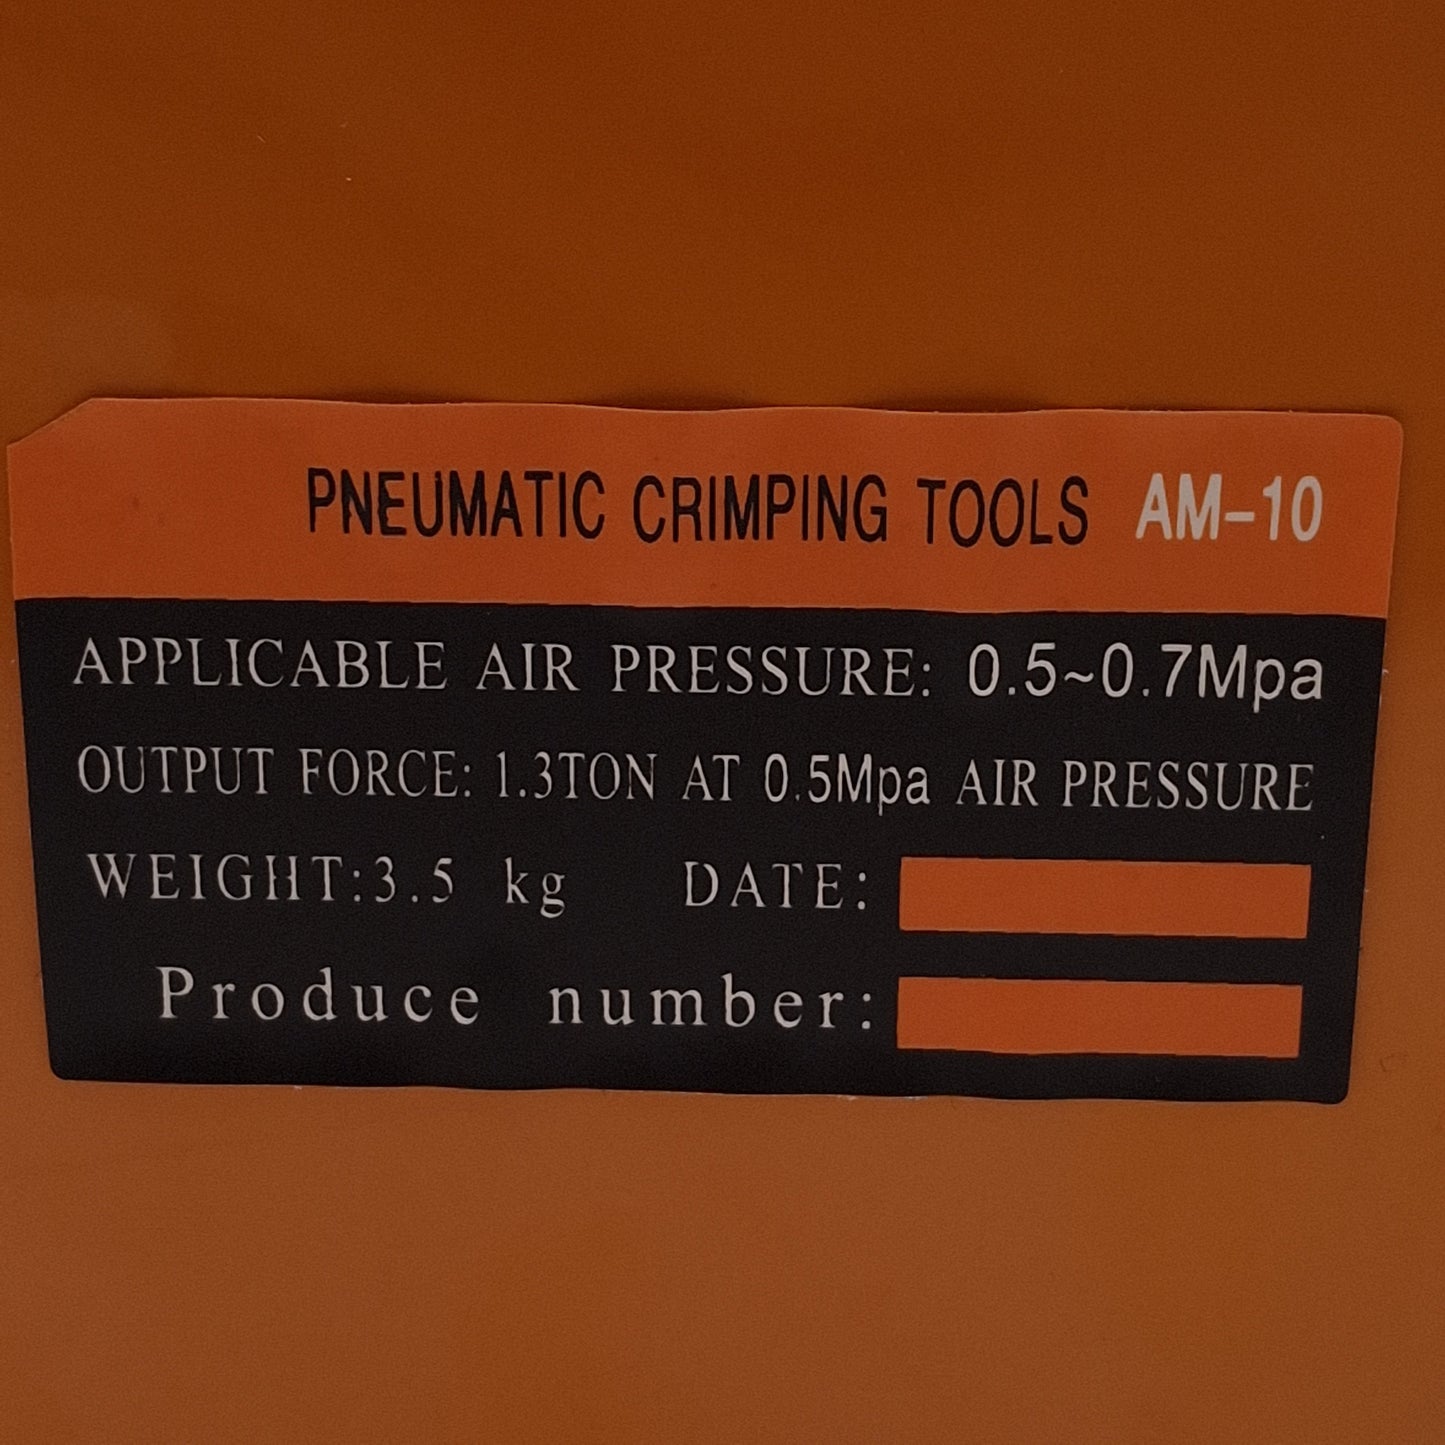 PNEUMATIC CRIMPING TOOLS AM-10
APPLICABLE AIR PRESSURE: 0.5~0.7Mpa
OUTPUT FORCE: 1.3TON AT 0.5Mpa AIR PRESSURE
WEIGHT:3.5 kg DATE:
Produce number: